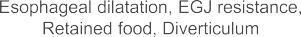 Esophageal dilatation, EGJ resistance,
Retained food, Diverticulum